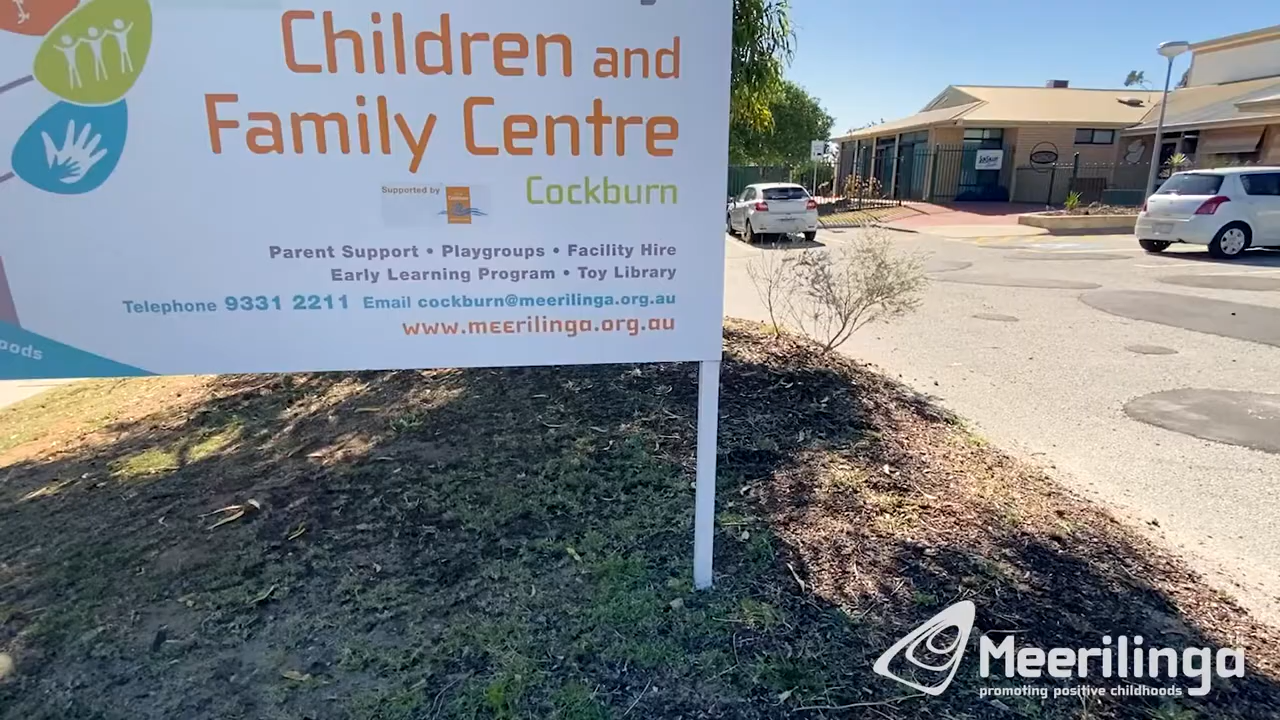 Children and
Family Centre
Cockburn
Supported by
Parent Support • Playgroups • Facility Hire
Early Learning Program • Toy Library
Telephone 9331 2211 Email cockburn@meerilinga.org.au
www.meerilinga.org.au
Meerilinga
promoting positive childhoods